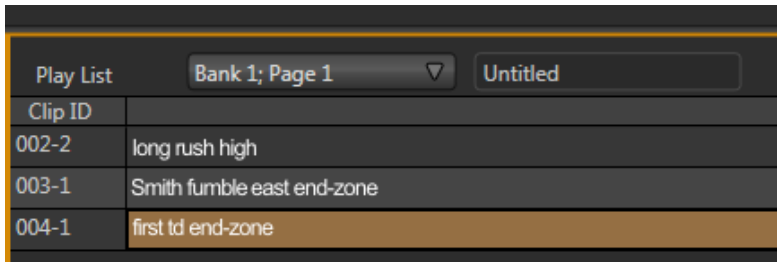 Play List Bank 1; Page 1 Untitled
Clip ID
002-2 long rush high
003-1 Smith fumble east end-zone
004-1 first td end-zone